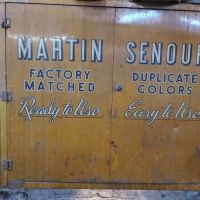 MARTIN SENOUR
FACTORY MATCHED
Ready to Use
DUPLICATE COLORS
Easy to Use